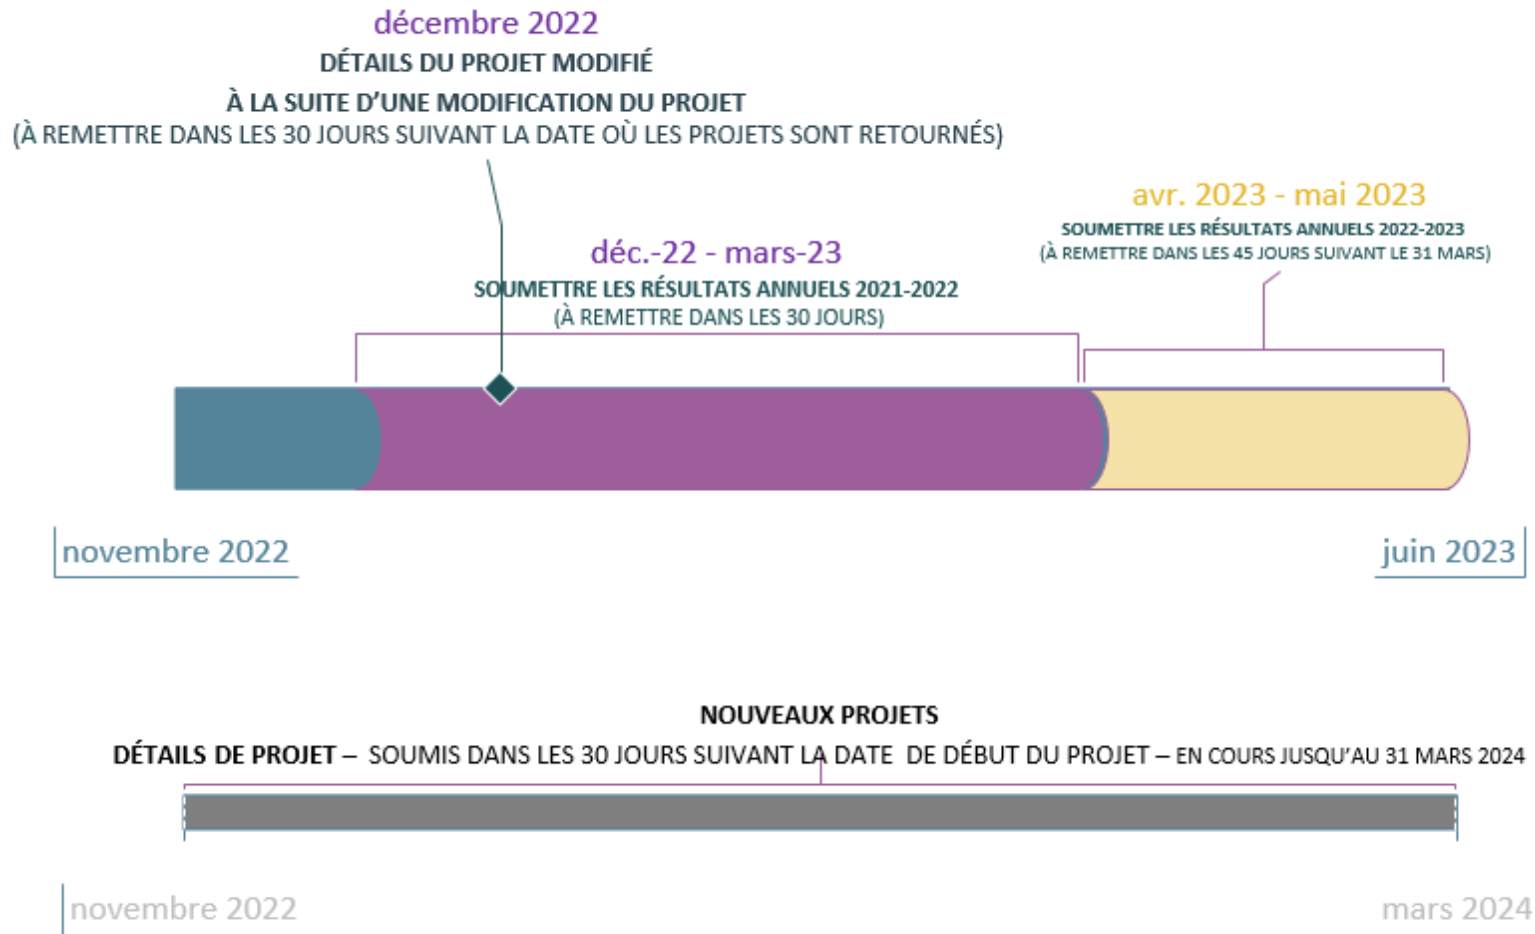 décembre 2022
DÉTAILS DU PROJET MODIFIÉ
À LA SUITE D’UNE MODIFICATION DU PROJET
(À REMETTRE DANS LES 30 JOURS SUIVANT LA DATE OÙ LES PROJETS SONT RETOURNÉS)
avr. 2023 - mai 2023
SOUMETTRE LES RÉSULTATS ANNUELS 2022-2023
(À REMETTRE DANS LES 45 JOURS SUIVANT LE 31 MARS)
déc.-22 - mars-23
SOUMETTRE LES RÉSULTATS ANNUELS 2021-2022
(À REMETTRE DANS LES 30 JOURS)
novembre 2022
juin 2023
NOUVEAUX PROJETS
DÉTAILS DE PROJET – SOUMIS DANS LES 30 JOURS SUIVANT LA DATE DE DÉBUT DU PROJET – EN COURS JUSQU’AU 31 MARS 2024
novembre 2022
mars 2024